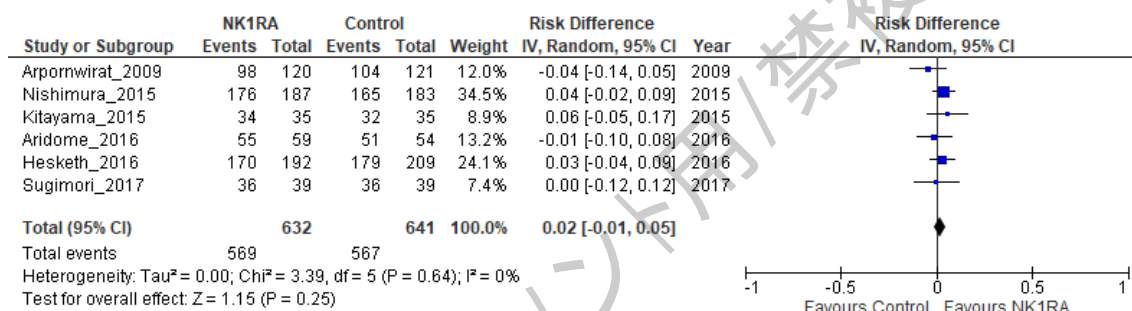 NK1RA Control Risk Difference Risk Difference
Study or Subgroup Events Total Events Total Weight IV, Random, 95% CI Year IV, Random, 95% CI
Arpornwirat_2009 98 120 104 121 12.0% -0.04 [-0.14, 0.05] 2009
Nishimura_2015 176 187 165 183 34.5% 0.04 [-0.02, 0.09] 2015
Kitayama_2015 34 35 32 35 8.9% 0.06 [-0.05, 0.17] 2015
Aridome_2016 55 59 51 54 13.2% -0.01 [-0.10, 0.08] 2016
Hesketh_2016 170 192 179 209 24.1% 0.03 [-0.04, 0.09] 2016
Sugimori_2017 36 39 36 39 7.4% 0.00 [-0.12, 0.12] 2017
Total (95% CI) 632 641 100.0% 0.02 [-0.01, 0.05]
Total events 569 567
Heterogeneity: Tau² = 0.00; Chi² = 3.39, df = 5 (P = 0.64); I² = 0%
Test for overall effect: Z = 1.15 (P = 0.25)
-1 -0.5 0 0.5 1
Favours Control Favours NK1RA
ント用/禁